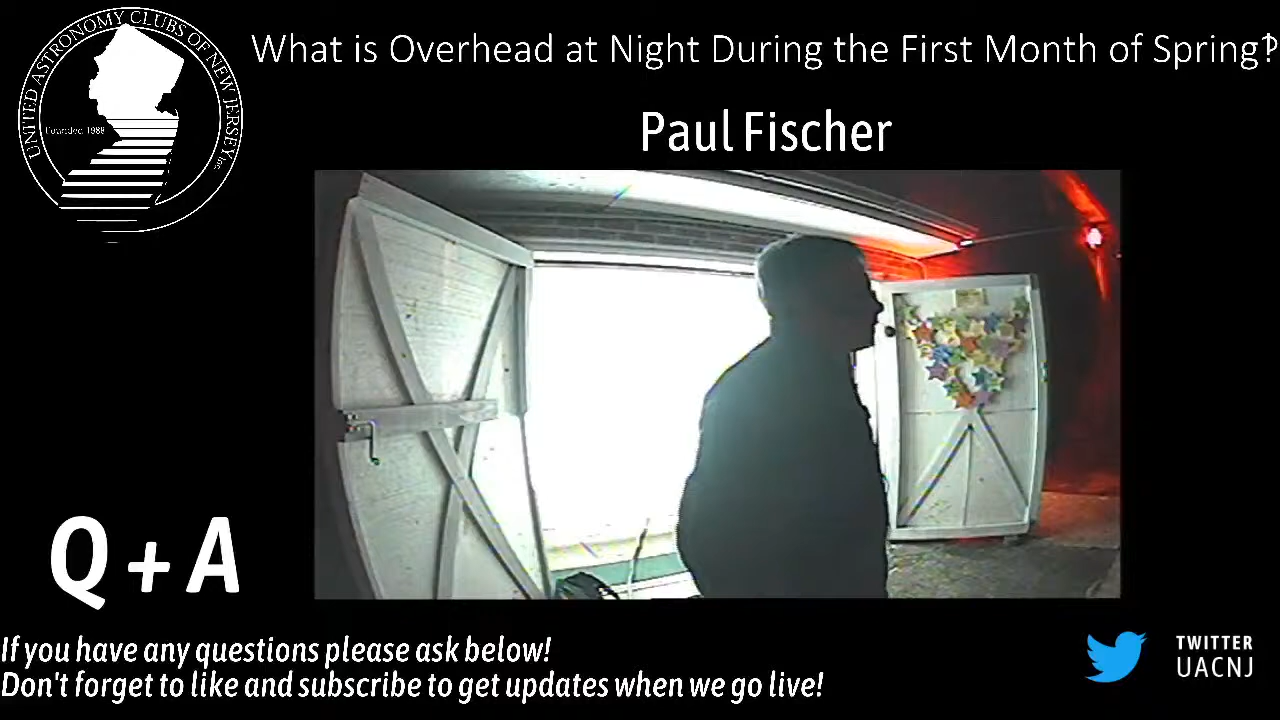 UNITED ASTRONOMY CLUBS OF NEW JERSEY, Inc.
Founded 1988
What is Overhead at Night During the First Month of Spring?
Paul Fischer
Q + A
If you have any questions please ask below!
Don't forget to like and subscribe to get updates when we go live!
TWITTER
UACNJ